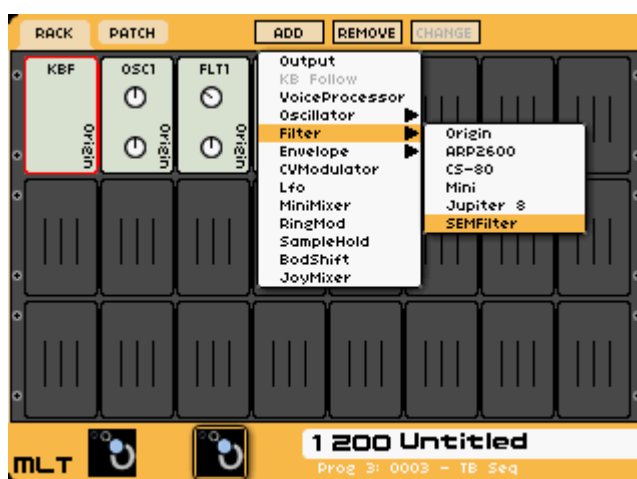 RACK PATCH ADD REMOVE CHANGE
KBF OSC1 FLT1
Origin Origin Origin
Output
KB Follow
VoiceProcessor
Oscillator
Filter
Envelope
CVModulator
Lfo
MiniMixer
RingMod
SampleHold
BodShift
JoyMixer
Origin
ARP2600
CS-80
Mini
Jupiter 8
SEMFilter
MLT
1 200 Untitled
Prog 3: 0003 - TB Seq